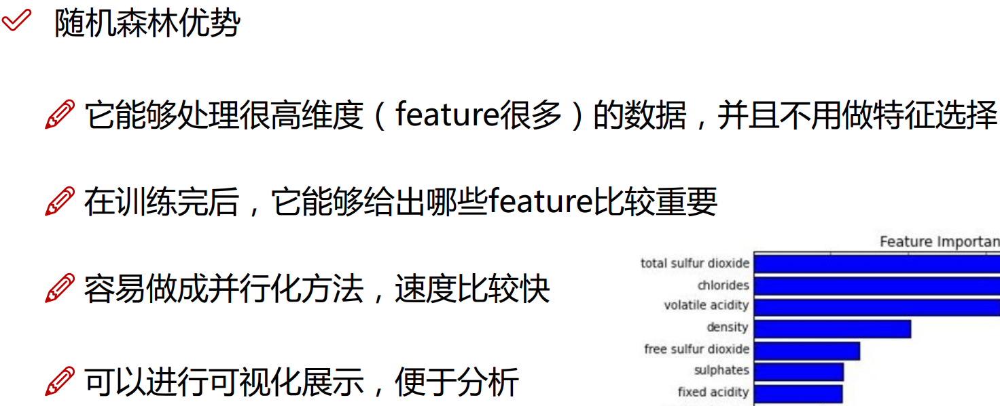 随机森林优势
它能够处理很高维度（feature很多）的数据，并且不用做特征选择
在训练完后，它能够给出哪些feature比较重要
容易做成并行化方法，速度比较快
可以进行可视化展示，便于分析
Feature Importan
total sulfur dioxide
chlorides
volatile acidity
density
free sulfur dioxide
sulphates
fixed acidity